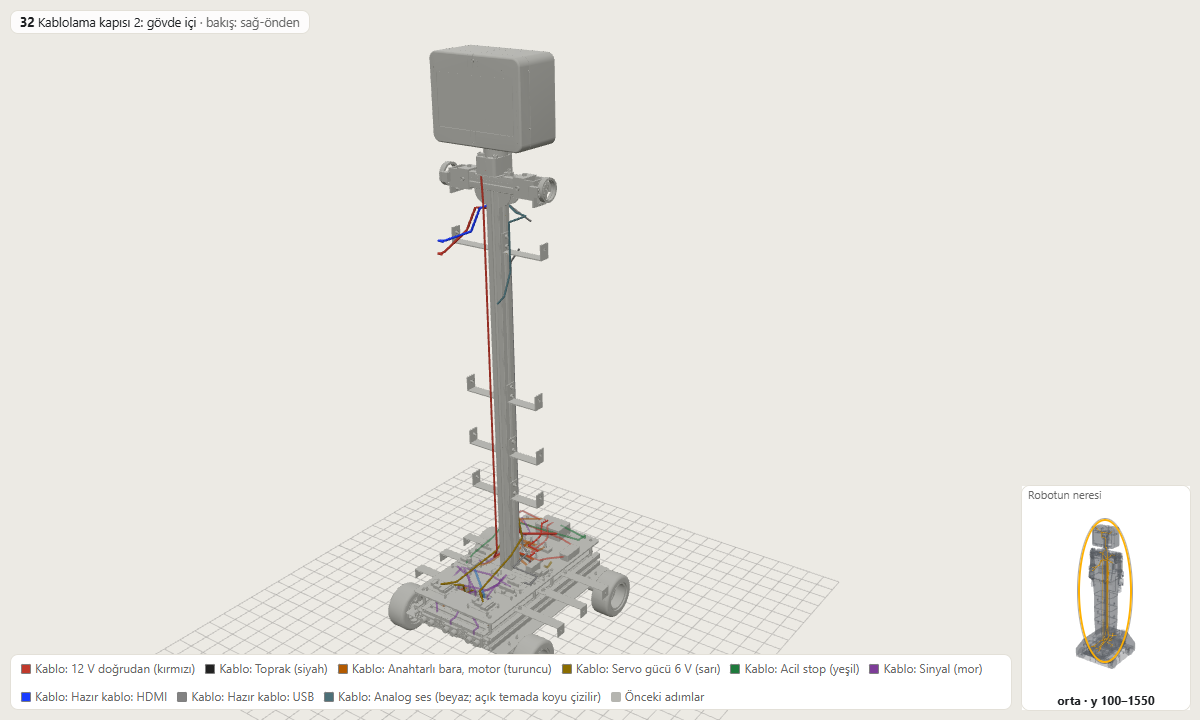 32 Kablolama kapısı 2: gövde içi · bakış: sağ-önden
Robotun neresi
orta · y 100–1550
Kablo: 12 V doğrudan (kırmızı) Kablo: Toprak (siyah) Kablo: Anahtarlı bara, motor (turuncu) Kablo: Servo gücü 6 V (sarı) Kablo: Acil stop (yeşil) Kablo: Sinyal (mor)
Kablo: Hazır kablo: HDMI Kablo: Hazır kablo: USB Kablo: Analog ses (beyaz; açık temada koyu çizilir) Önceki adımlar